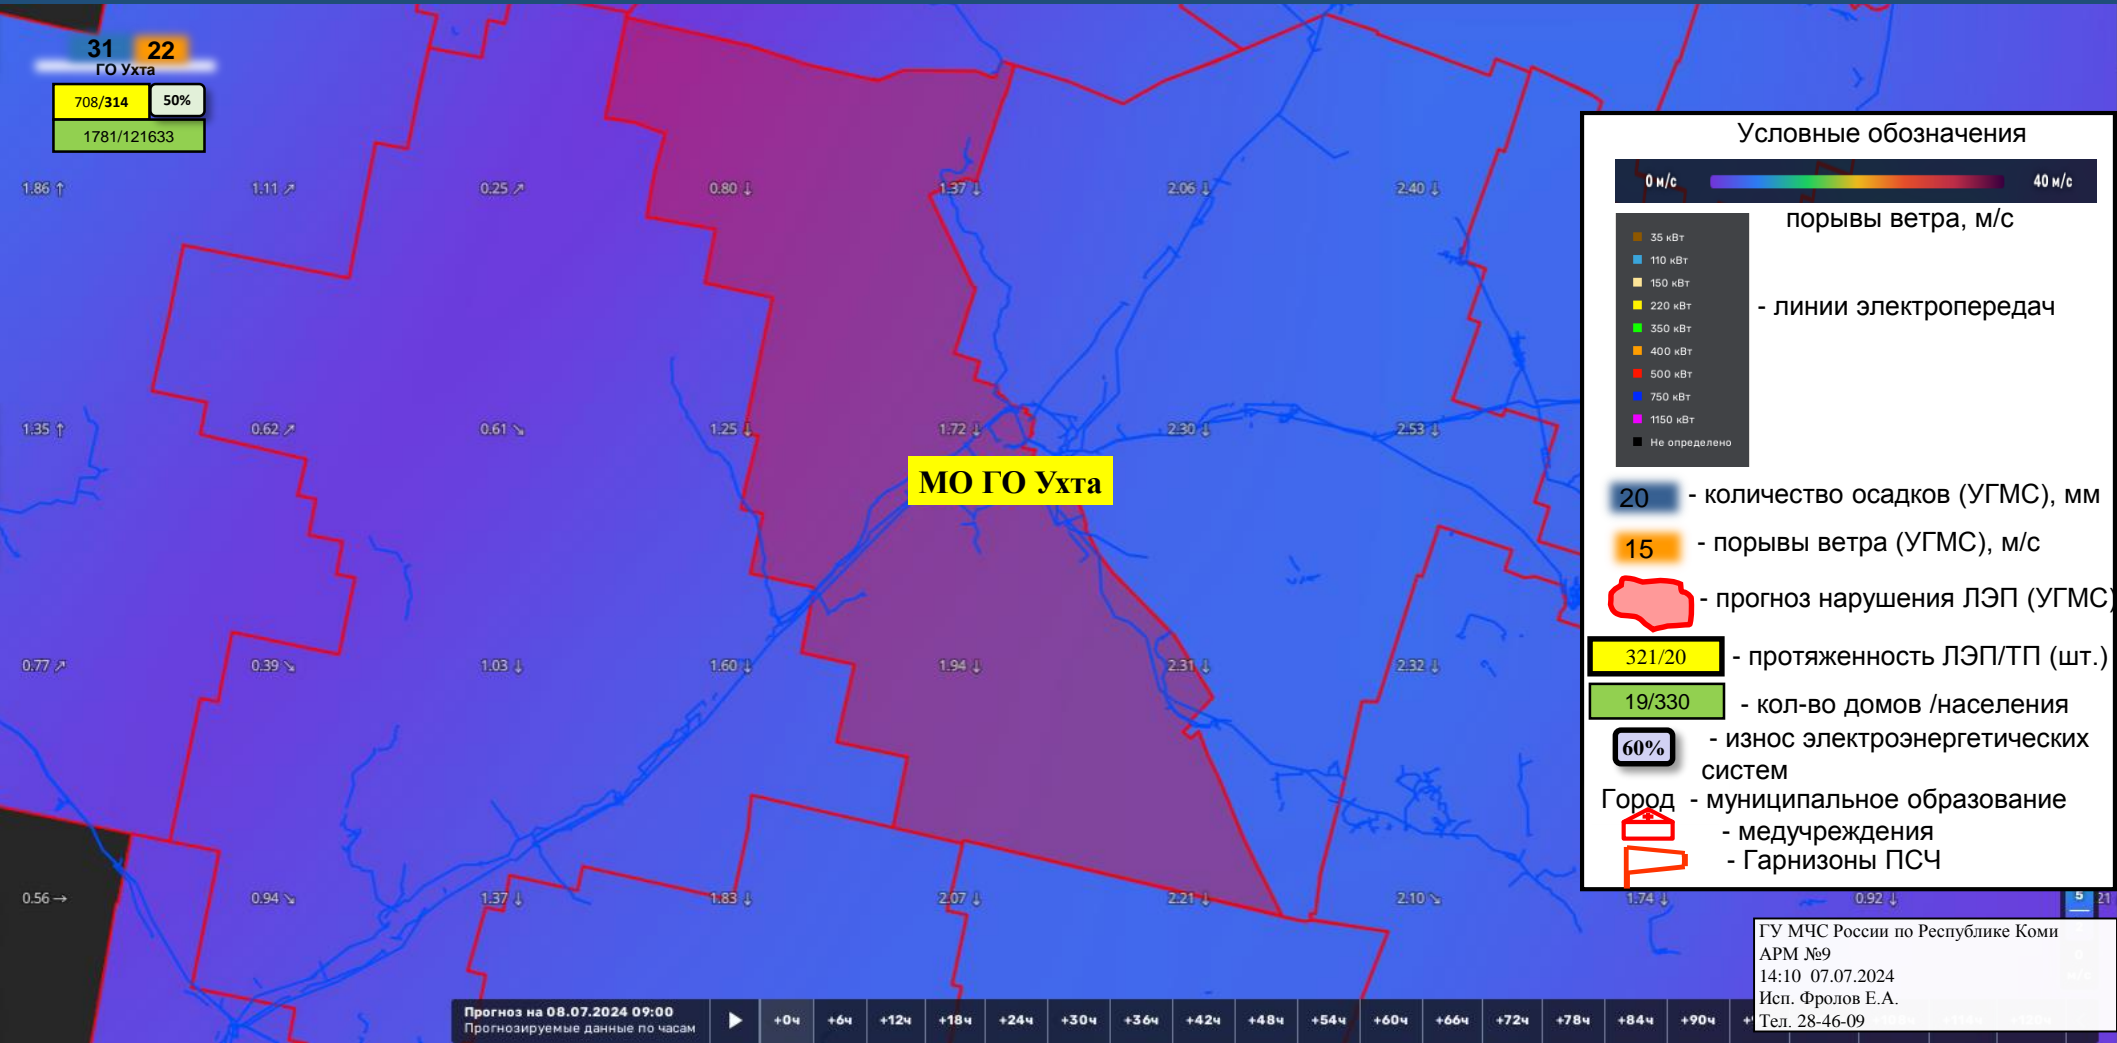 31 22
ГО Ухта
708/314 50%
1781/121633
1.86 ↑ 1.11 ↗ 0.25 ↗ 0.80 ↓ 1.37 ↓ 2.06 ↓ 2.40 ↓
1.35 ↑ 0.62 ↗ 0.61 ↘ 1.25 ↓ 1.72 ↓ 2.30 ↓ 2.53 ↓
МО ГО Ухта
0.77 ↗ 0.39 ↘ 1.03 ↓ 1.60 ↓ 1.94 ↓ 2.31 ↓ 2.32 ↓
0.56 → 0.94 ↘ 1.37 ↓ 1.83 ↓ 2.07 ↓ 2.21 ↓ 2.10 ↘ 1.74 ↓ 0.92 ↓ 5 21
Условные обозначения
0 м/с 40 м/с
порывы ветра, м/с
35 кВт
110 кВт
150 кВт
220 кВт
350 кВт
400 кВт
500 кВт
750 кВт
1150 кВт
Не определено
- линии электропередач
20 - количество осадков (УГМС), мм
15 - порывы ветра (УГМС), м/с
- прогноз нарушения ЛЭП (УГМС)
321/20 - протяженность ЛЭП/ТП (шт.)
19/330 - кол-во домов /населения
60% - износ электроэнергетических
систем
Город - муниципальное образование
- медучреждения
- Гарнизоны ПСЧ
ГУ МЧС России по Республике Коми
АРМ №9
14:10 07.07.2024
Исп. Фролов Е.А.
Тел. 28-46-09
Прогноз на 08.07.2024 09:00
Прогнозируемые данные по часам
+0ч +6ч +12ч +18ч +24ч +30ч +36ч +42ч +48ч +54ч +60ч +66ч +72ч +78ч +84ч +90ч